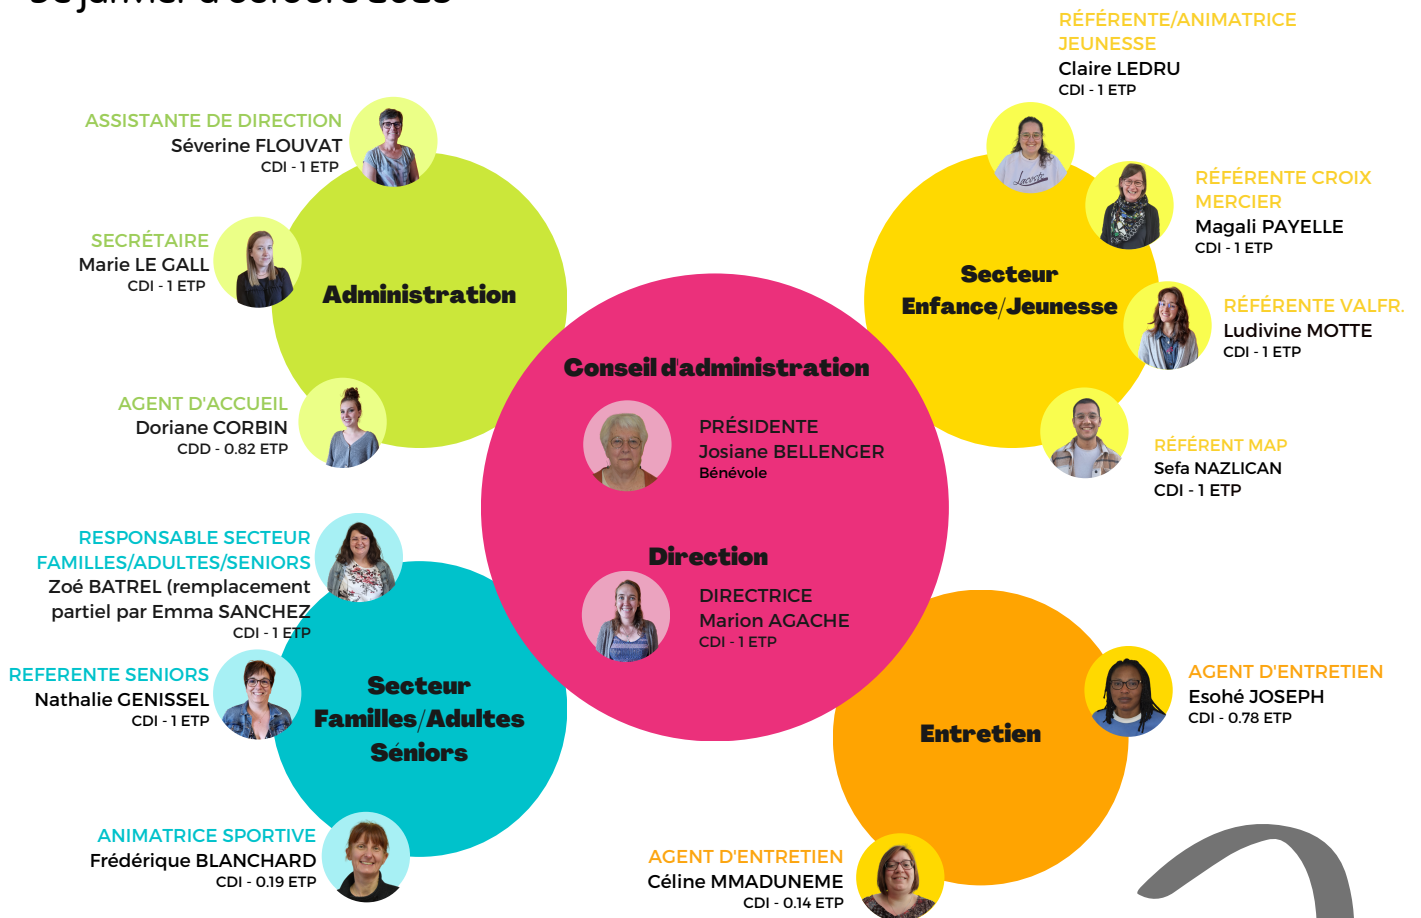 RÉFÉRENTE/ANIMATRICE
JEUNESSE
Claire LEDRU
CDI - 1 ETP
ASSISTANTE DE DIRECTION
Séverine FLOUVAT
CDI - 1 ETP
RÉFÉRENTE CROIX
MERCIER
Magali PAYELLE
CDI - 1 ETP
SECRÉTAIRE
Marie LE GALL
CDI - 1 ETP
Administration
Secteur
Enfance/Jeunesse
RÉFÉRENTE VALFR.
Ludivine MOTTE
CDI - 1 ETP
Conseil d'administration
AGENT D'ACCUEIL
Doriane CORBIN
CDD - 0.82 ETP
PRÉSIDENTE
Josiane BELLENGER
Bénévole
RÉFÉRENT MAP
Sefa NAZLICAN
CDI - 1 ETP
RESPONSABLE SECTEUR
FAMILLES/ADULTES/SENIORS
Zoé BATREL (remplacement
partiel par Emma SANCHEZ
CDI - 1 ETP
Direction
DIRECTRICE
Marion AGACHE
CDI - 1 ETP
REFERENTE SENIORS
Nathalie GENISSEL
CDI - 1 ETP
Secteur
Familles/Adultes
Séniors
Entretien
AGENT D'ENTRETIEN
Esohé JOSEPH
CDI - 0.78 ETP
ANIMATRICE SPORTIVE
Frédérique BLANCHARD
CDI - 0.19 ETP
AGENT D'ENTRETIEN
Céline MMADUNEME
CDI - 0.14 ETP